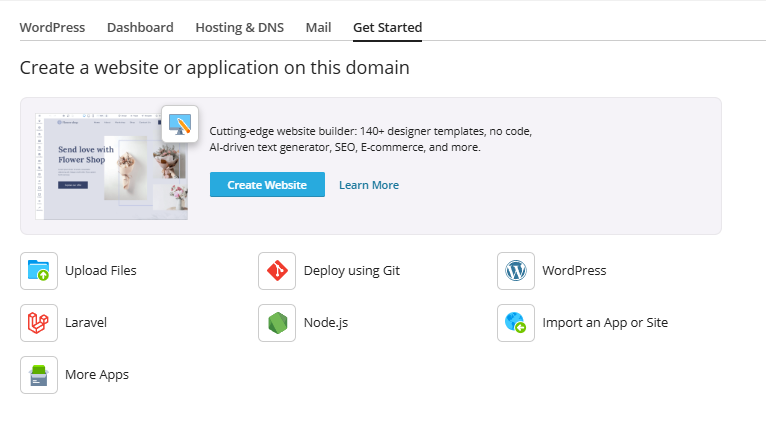 WordPress Dashboard Hosting & DNS Mail Get Started
Create a website or application on this domain
Send love with
Flower Shop
Cutting-edge website builder: 140+ designer templates, no code,
AI-driven text generator, SEO, E-commerce, and more.
Create Website Learn More
Upload Files Deploy using Git WordPress
Laravel Node.js Import an App or Site
More Apps